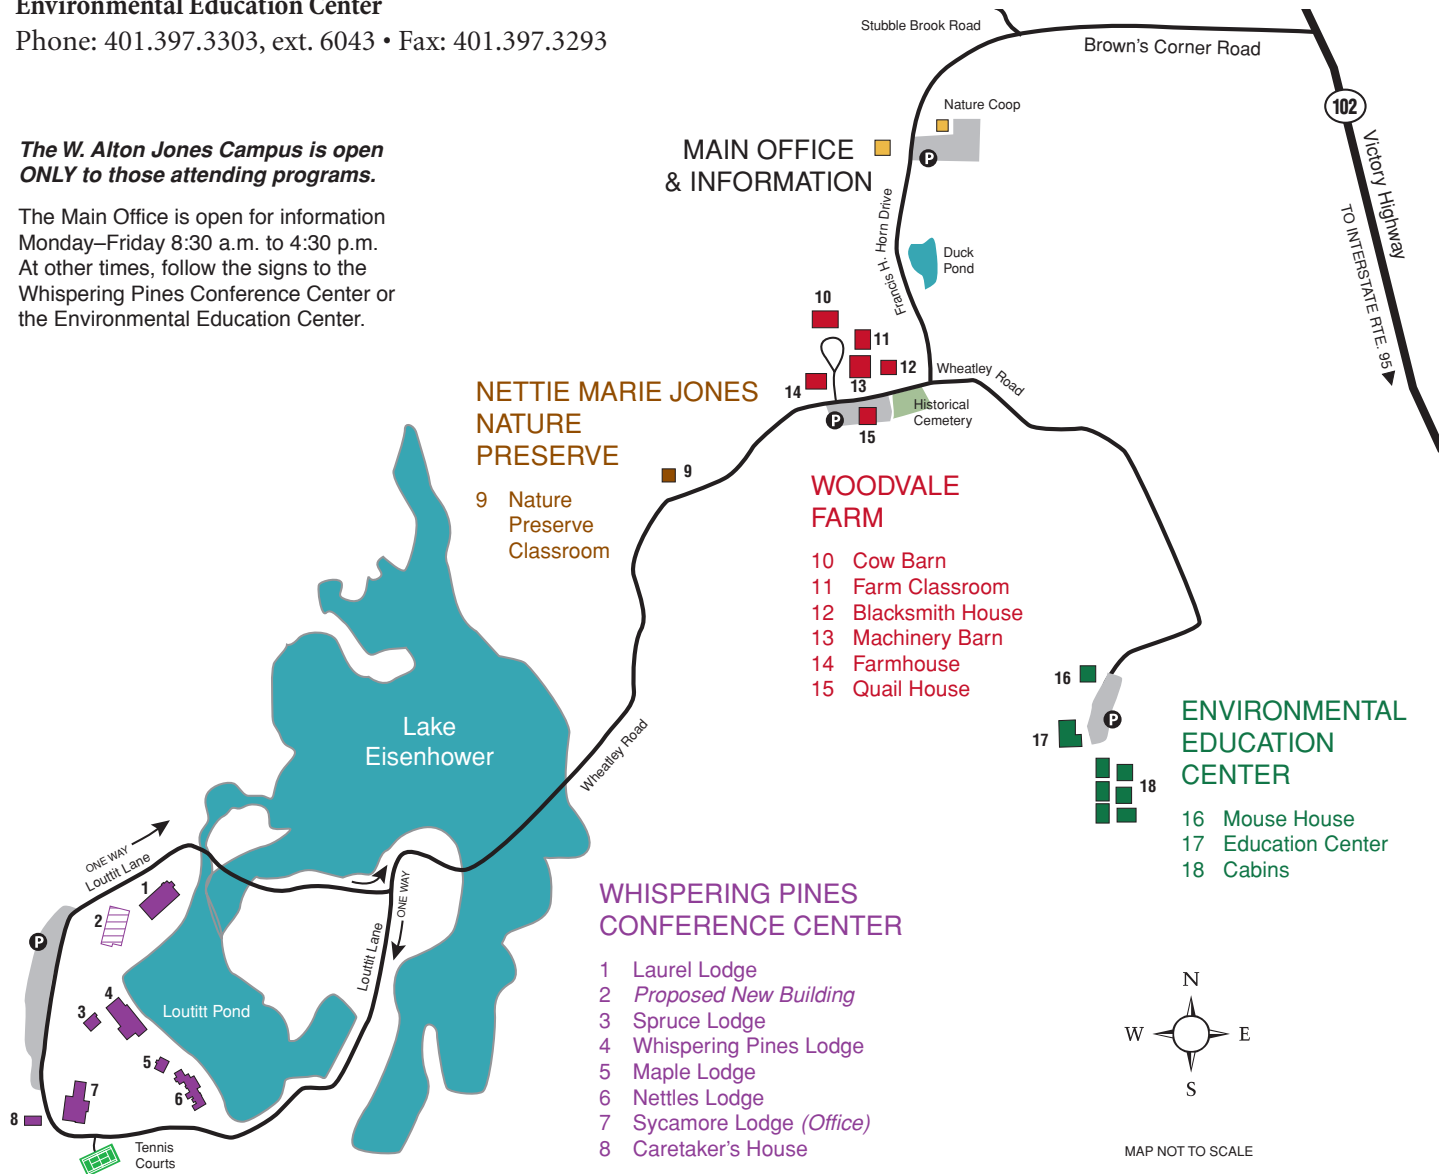 Environmental Education Center
Phone: 401.397.3303, ext. 6043 • Fax: 401.397.3293
The W. Alton Jones Campus is open
ONLY to those attending programs.
The Main Office is open for information
Monday–Friday 8:30 a.m. to 4:30 p.m.
At other times, follow the signs to the
Whispering Pines Conference Center or
the Environmental Education Center.
Stubble Brook Road
Brown's Corner Road
102
Victory Highway
TO INTERSTATE RTE. 95
Nature Coop
P
MAIN OFFICE
& INFORMATION
Francis H. Horn Drive
Duck
Pond
10
11
12
13
14
15
P
Wheatley Road
Historical
Cemetery
NETTIE MARIE JONES
NATURE
PRESERVE
9 Nature
Preserve
Classroom
9
WOODVALE
FARM
10 Cow Barn
11 Farm Classroom
12 Blacksmith House
13 Machinery Barn
14 Farmhouse
15 Quail House
16
P
17
18
ENVIRONMENTAL
EDUCATION
CENTER
16 Mouse House
17 Education Center
18 Cabins
Lake
Eisenhower
Wheatley Road
ONE WAY
Louttit Lane
ONE WAY
Louttit Lane
1
2
P
3
4
Loutitt Pond
5
6
7
8
Tennis
Courts
WHISPERING PINES
CONFERENCE CENTER
1 Laurel Lodge
2 Proposed New Building
3 Spruce Lodge
4 Whispering Pines Lodge
5 Maple Lodge
6 Nettles Lodge
7 Sycamore Lodge (Office)
8 Caretaker's House
N
W
E
S
MAP NOT TO SCALE